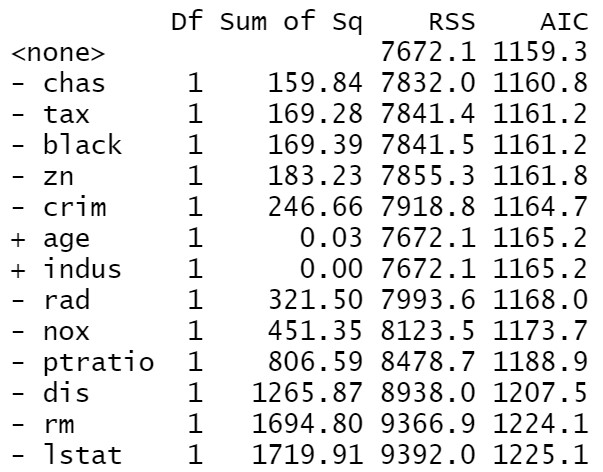 Df Sum of Sq RSS AIC
<none> 7672.1 1159.3
- chas 1 159.84 7832.0 1160.8
- tax 1 169.28 7841.4 1161.2
- black 1 169.39 7841.5 1161.2
- zn 1 183.23 7855.3 1161.8
- crim 1 246.66 7918.8 1164.7
+ age 1 0.03 7672.1 1165.2
+ indus 1 0.00 7672.1 1165.2
- rad 1 321.50 7993.6 1168.0
- nox 1 451.35 8123.5 1173.7
- ptratio 1 806.59 8478.7 1188.9
- dis 1 1265.87 8938.0 1207.5
- rm 1 1694.80 9366.9 1224.1
- lstat 1 1719.91 9392.0 1225.1